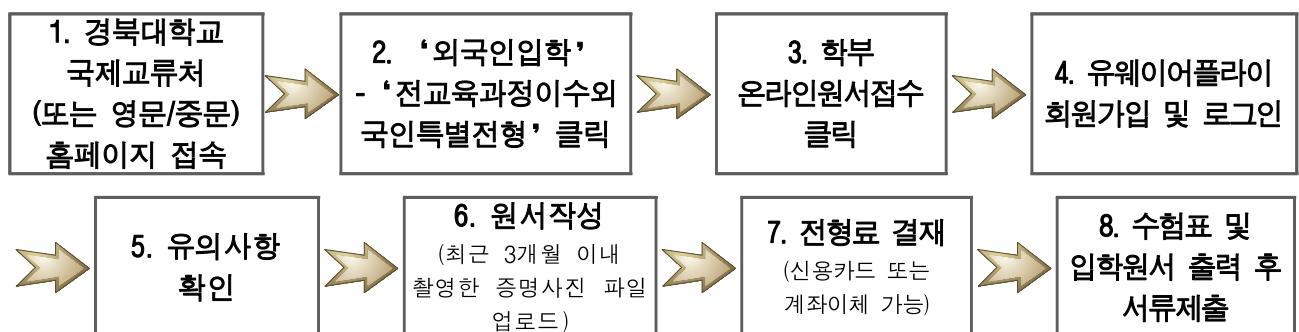 1. 경북대학교
국제교류처
(또는 영문/중문)
홈페이지 접속
2. ‘외국인입학’
- ‘전교육과정이수외
국인특별전형’ 클릭
3. 학부
온라인원서접수
클릭
4. 유웨이어플라이
회원가입 및 로그인
5. 유의사항
확인
6. 원서작성
(최근 3개월 이내
촬영한 증명사진 파일
업로드)
7. 전형료 결재
(신용카드 또는
계좌이체 가능)
8. 수험표 및
입학원서 출력 후
서류제출